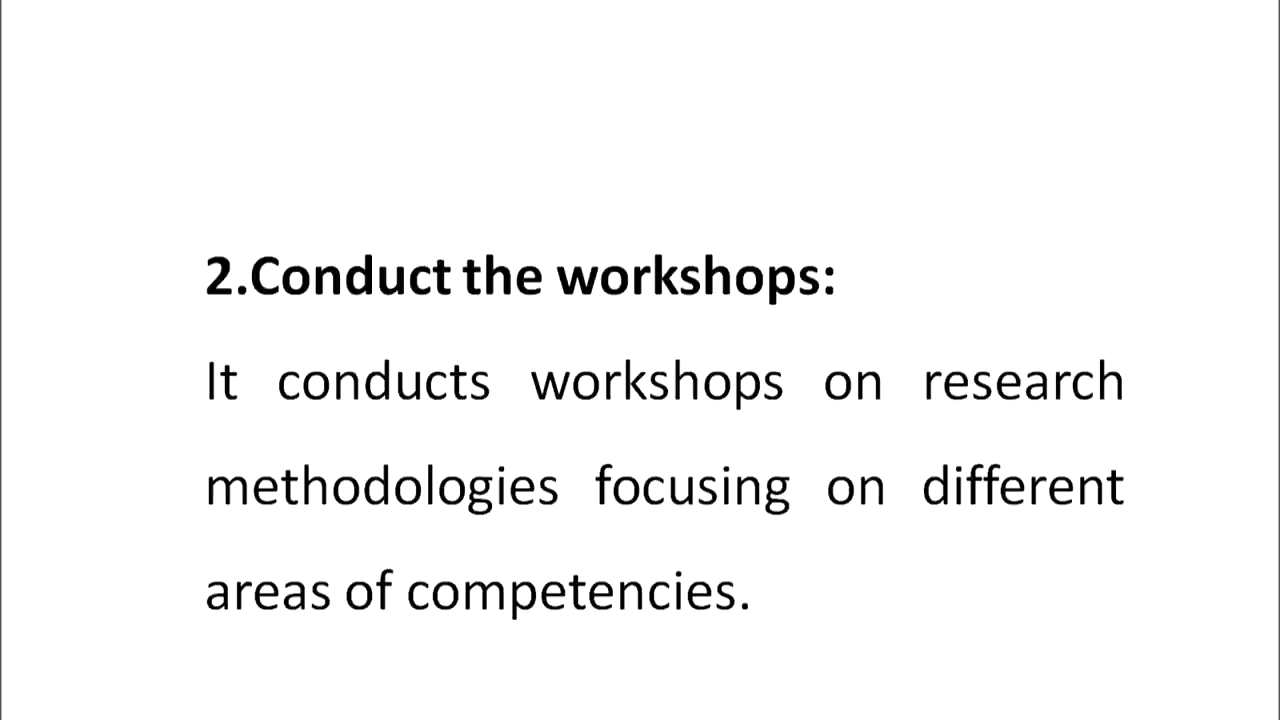 2.Conduct the workshops:
It conducts workshops on research
methodologies focusing on different
areas of competencies.